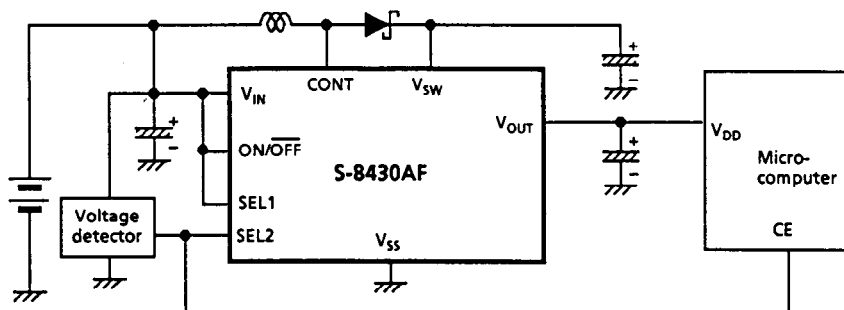 CONT
V_SW
V_IN
ON/OFF
SEL1
SEL2
S-8430AF
V_OUT
V_SS
Voltage
detector
V_DD
Micro-
computer
CE
+
-
+
-
+
-